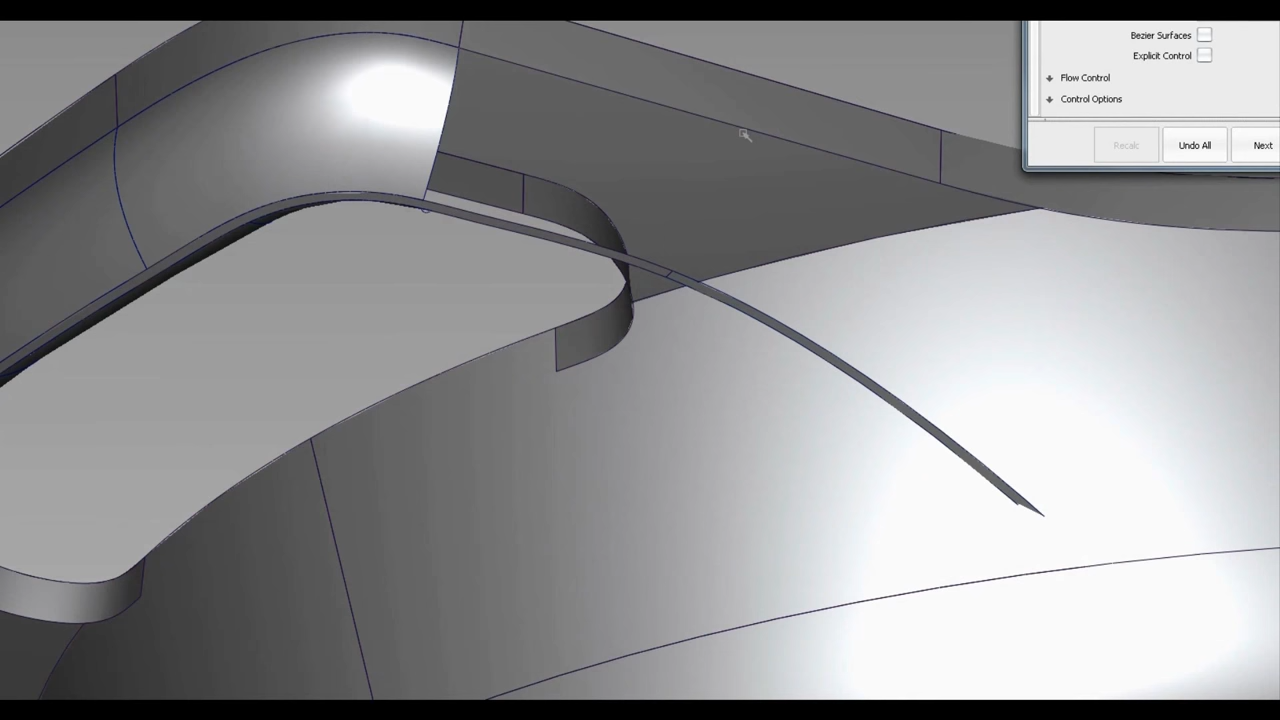 Bezier Surfaces
Explicit Control
Flow Control
Control Options
Recalc
Undo All
Next